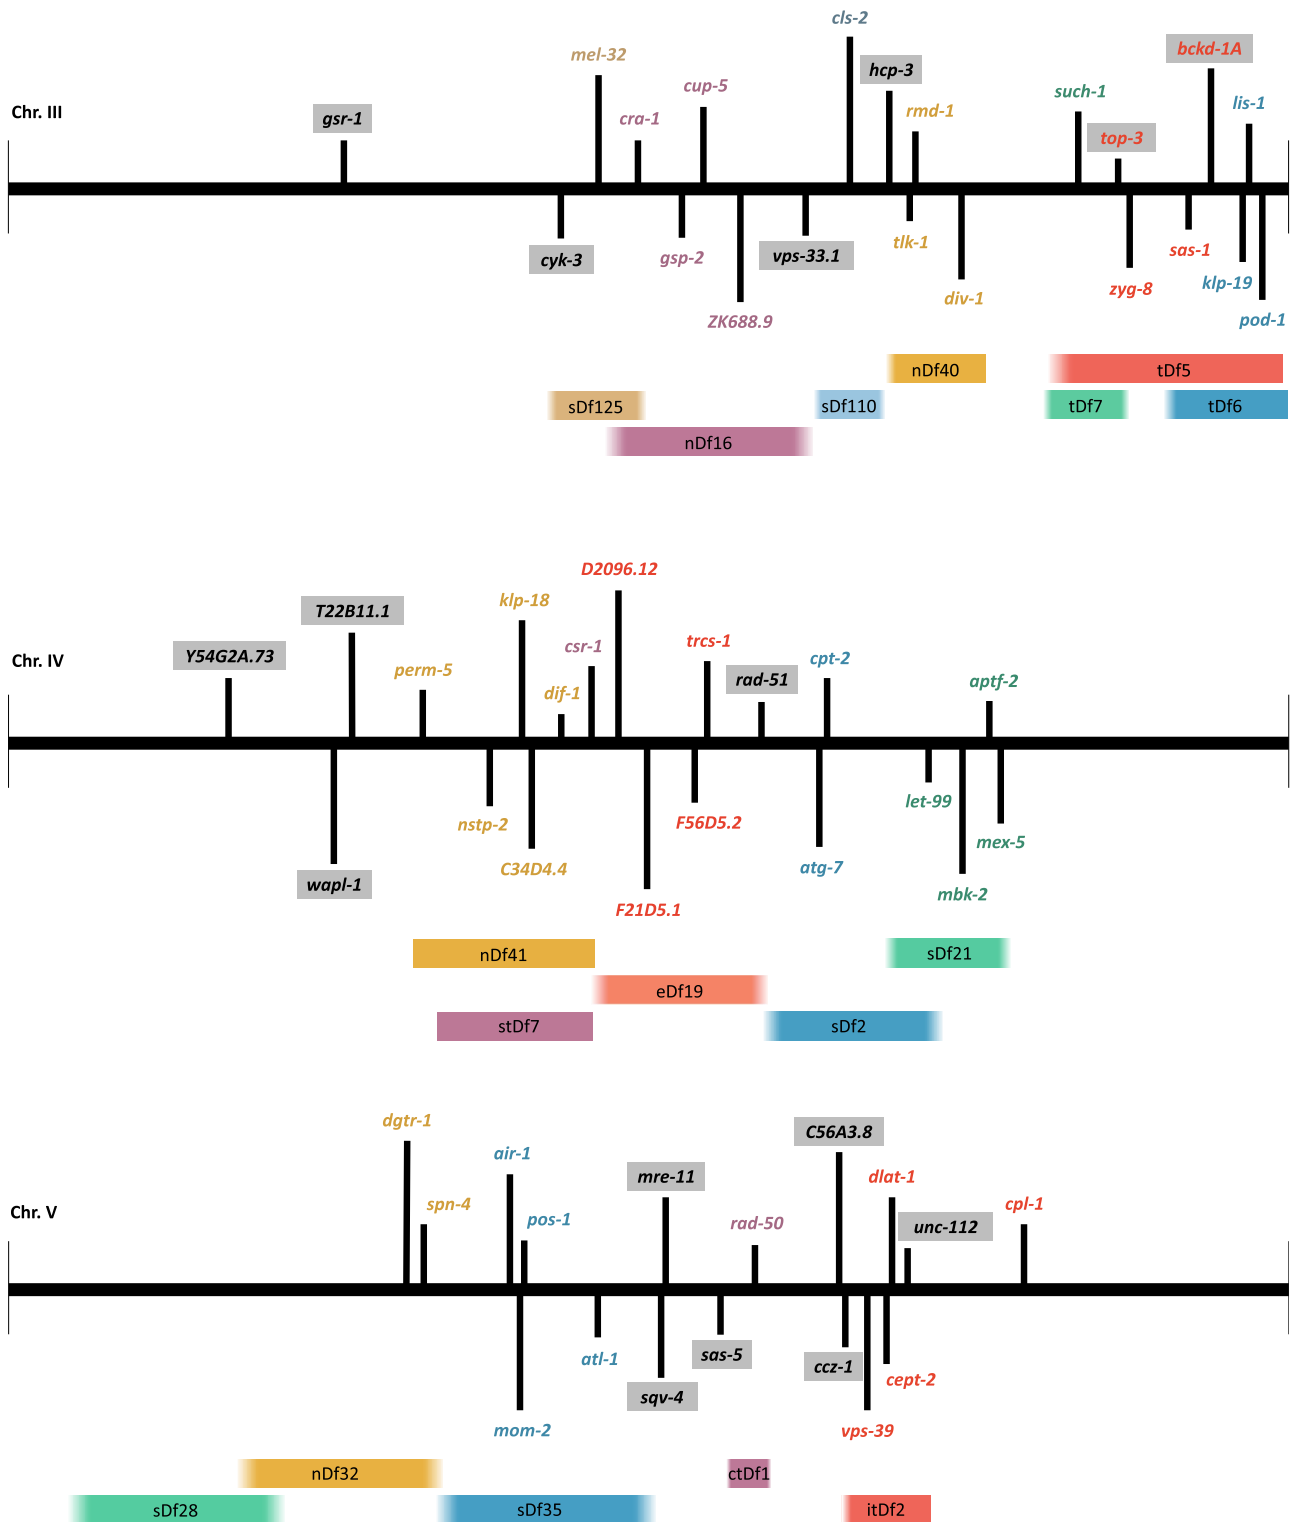 cls-2
mel-32
bckd-1A
hcp-3
cup-5
such-1
lis-1
Chr. III
gsr-1
cra-1
rmd-1
top-3
cyk-3
gsp-2
vps-33.1
tlk-1
sas-1
zyg-8
klp-19
div-1
ZK688.9
pod-1
nDf40
tDf5
sDf125
sDf110
tDf7
tDf6
nDf16
D2096.12
klp-18
T22B11.1
Chr. IV
Y54G2A.73
perm-5
csr-1
trcs-1
cpt-2
rad-51
aptf-2
dif-1
let-99
nstp-2
F56D5.2
mex-5
C34D4.4
atg-7
wapl-1
mbk-2
F21D5.1
nDf41
sDf21
eDf19
stDf7
sDf2
dgtr-1
C56A3.8
air-1
mre-11
dlat-1
Chr. V
spn-4
pos-1
rad-50
unc-112
cpl-1
atl-1
sas-5
ccz-1
cept-2
sqv-4
mom-2
vps-39
nDf32
ctDf1
sDf28
sDf35
itDf2